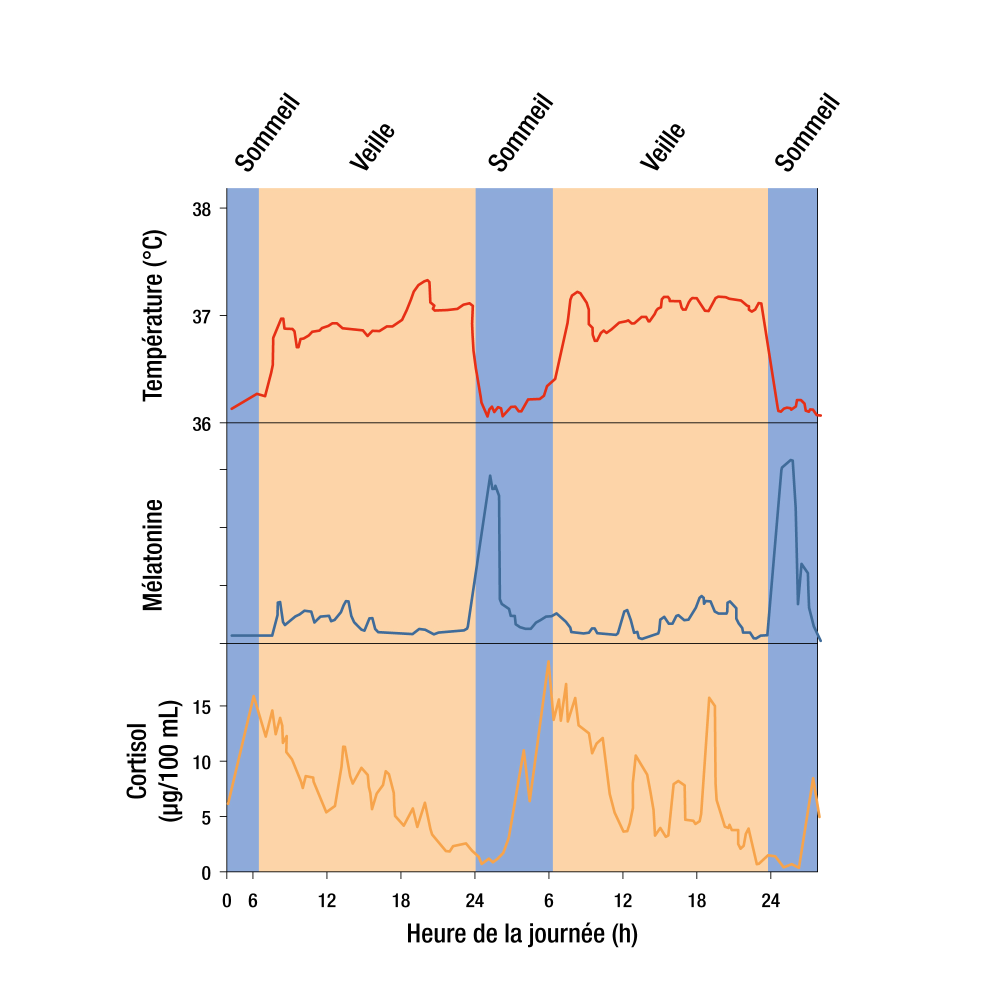 Sommeil
Veille
Sommeil
Veille
Sommeil
Température (°C)
38
37
36
Mélatonine
Cortisol
(µg/100 mL)
15
10
5
0
0 6 12 18 24 6 12 18 24
Heure de la journée (h)